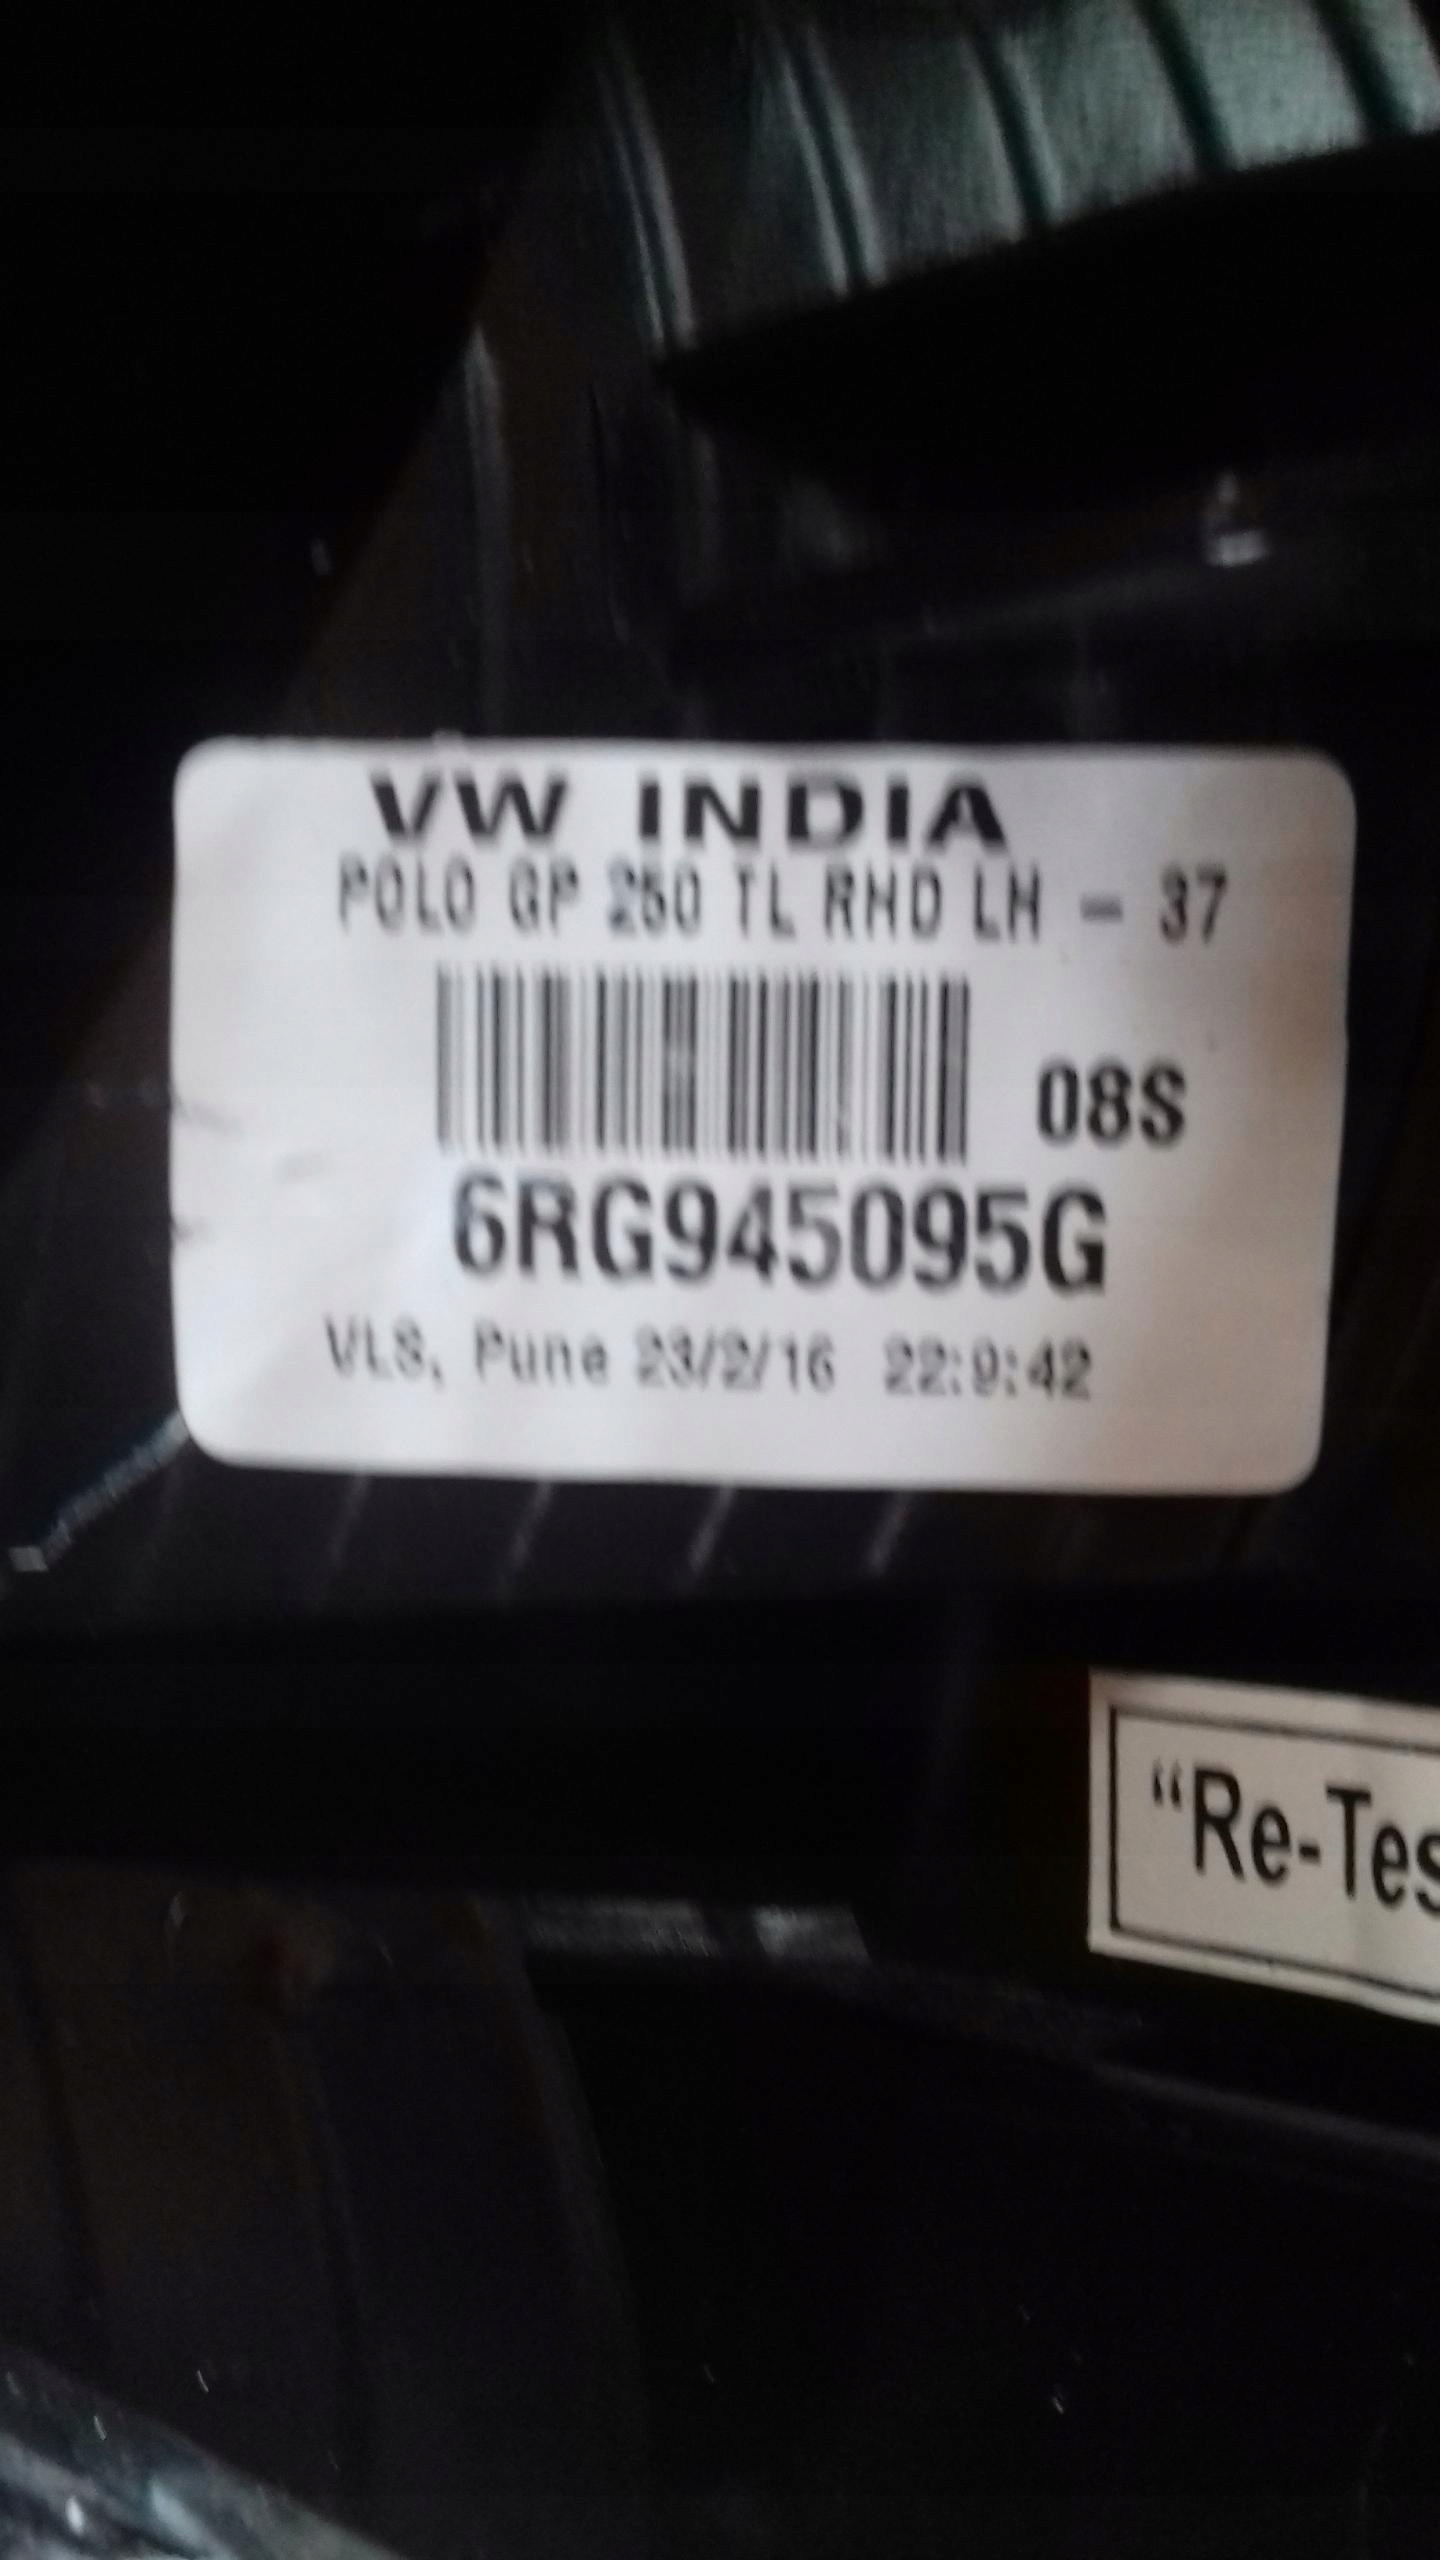 VW INDIA
POLO GP 250 TL RHD LH - 37
08S
6RG945095G
VLS, Pune 23/2/16 22:9:42
"Re-Tes